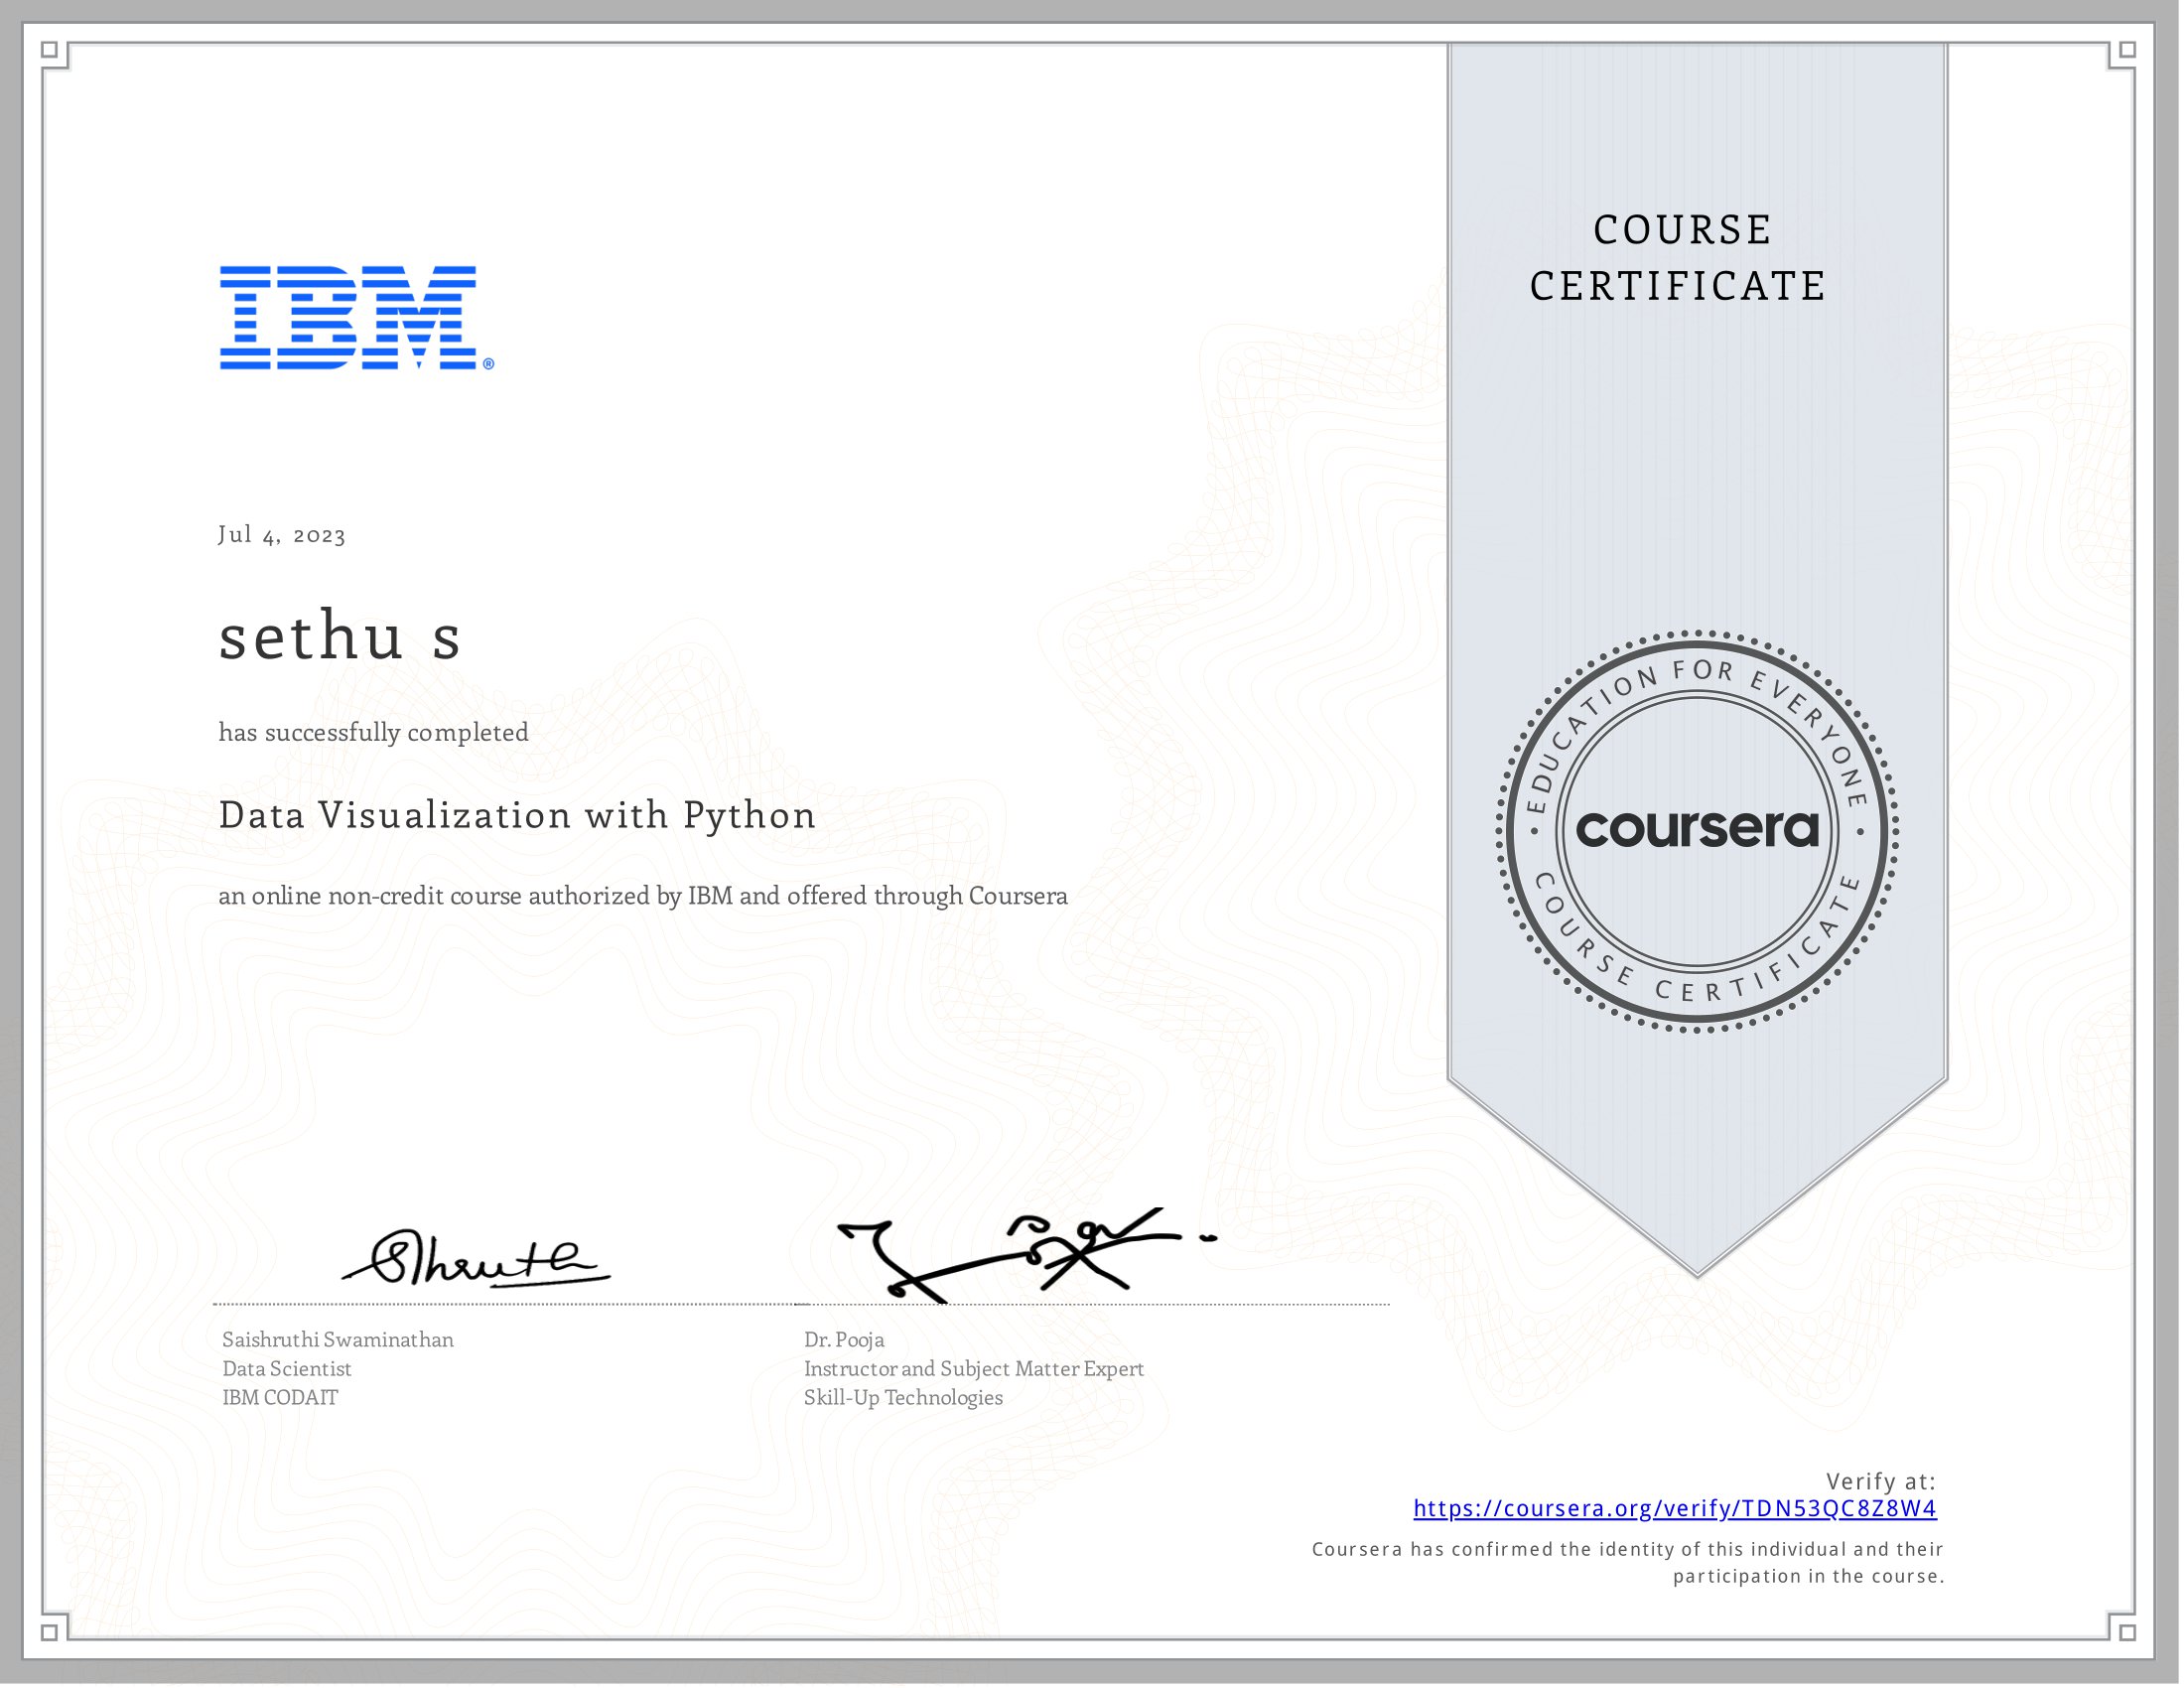 IBM®
COURSE
CERTIFICATE
Jul 4, 2023
sethu s
has successfully completed
Data Visualization with Python
an online non-credit course authorized by IBM and offered through Coursera
EDUCATION FOR EVERYONE
coursera
COURSE CERTIFICATE
Saishruthi Swaminathan
Data Scientist
IBM CODAIT
Dr. Pooja
Instructor and Subject Matter Expert
Skill-Up Technologies
Verify at:
https://coursera.org/verify/TDN53QC8Z8W4
Coursera has confirmed the identity of this individual and their
participation in the course.